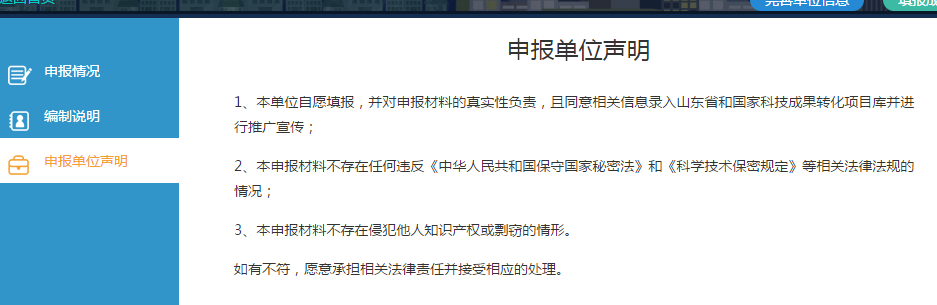 返回首页
完善单位信息
填报成
申报单位声明
申报情况
编制说明
申报单位声明
1、本单位自愿填报，并对申报材料的真实性负责，且同意相关信息录入山东省和国家科技成果转化项目库并进
行推广宣传；
2、本申报材料不存在任何违反《中华人民共和国保守国家秘密法》和《科学技术保密规定》等相关法律法规的
情况；
3、本申报材料不存在侵犯他人知识产权或剽窃的情形。
如有不符，愿意承担相关法律责任并接受相应的处理。